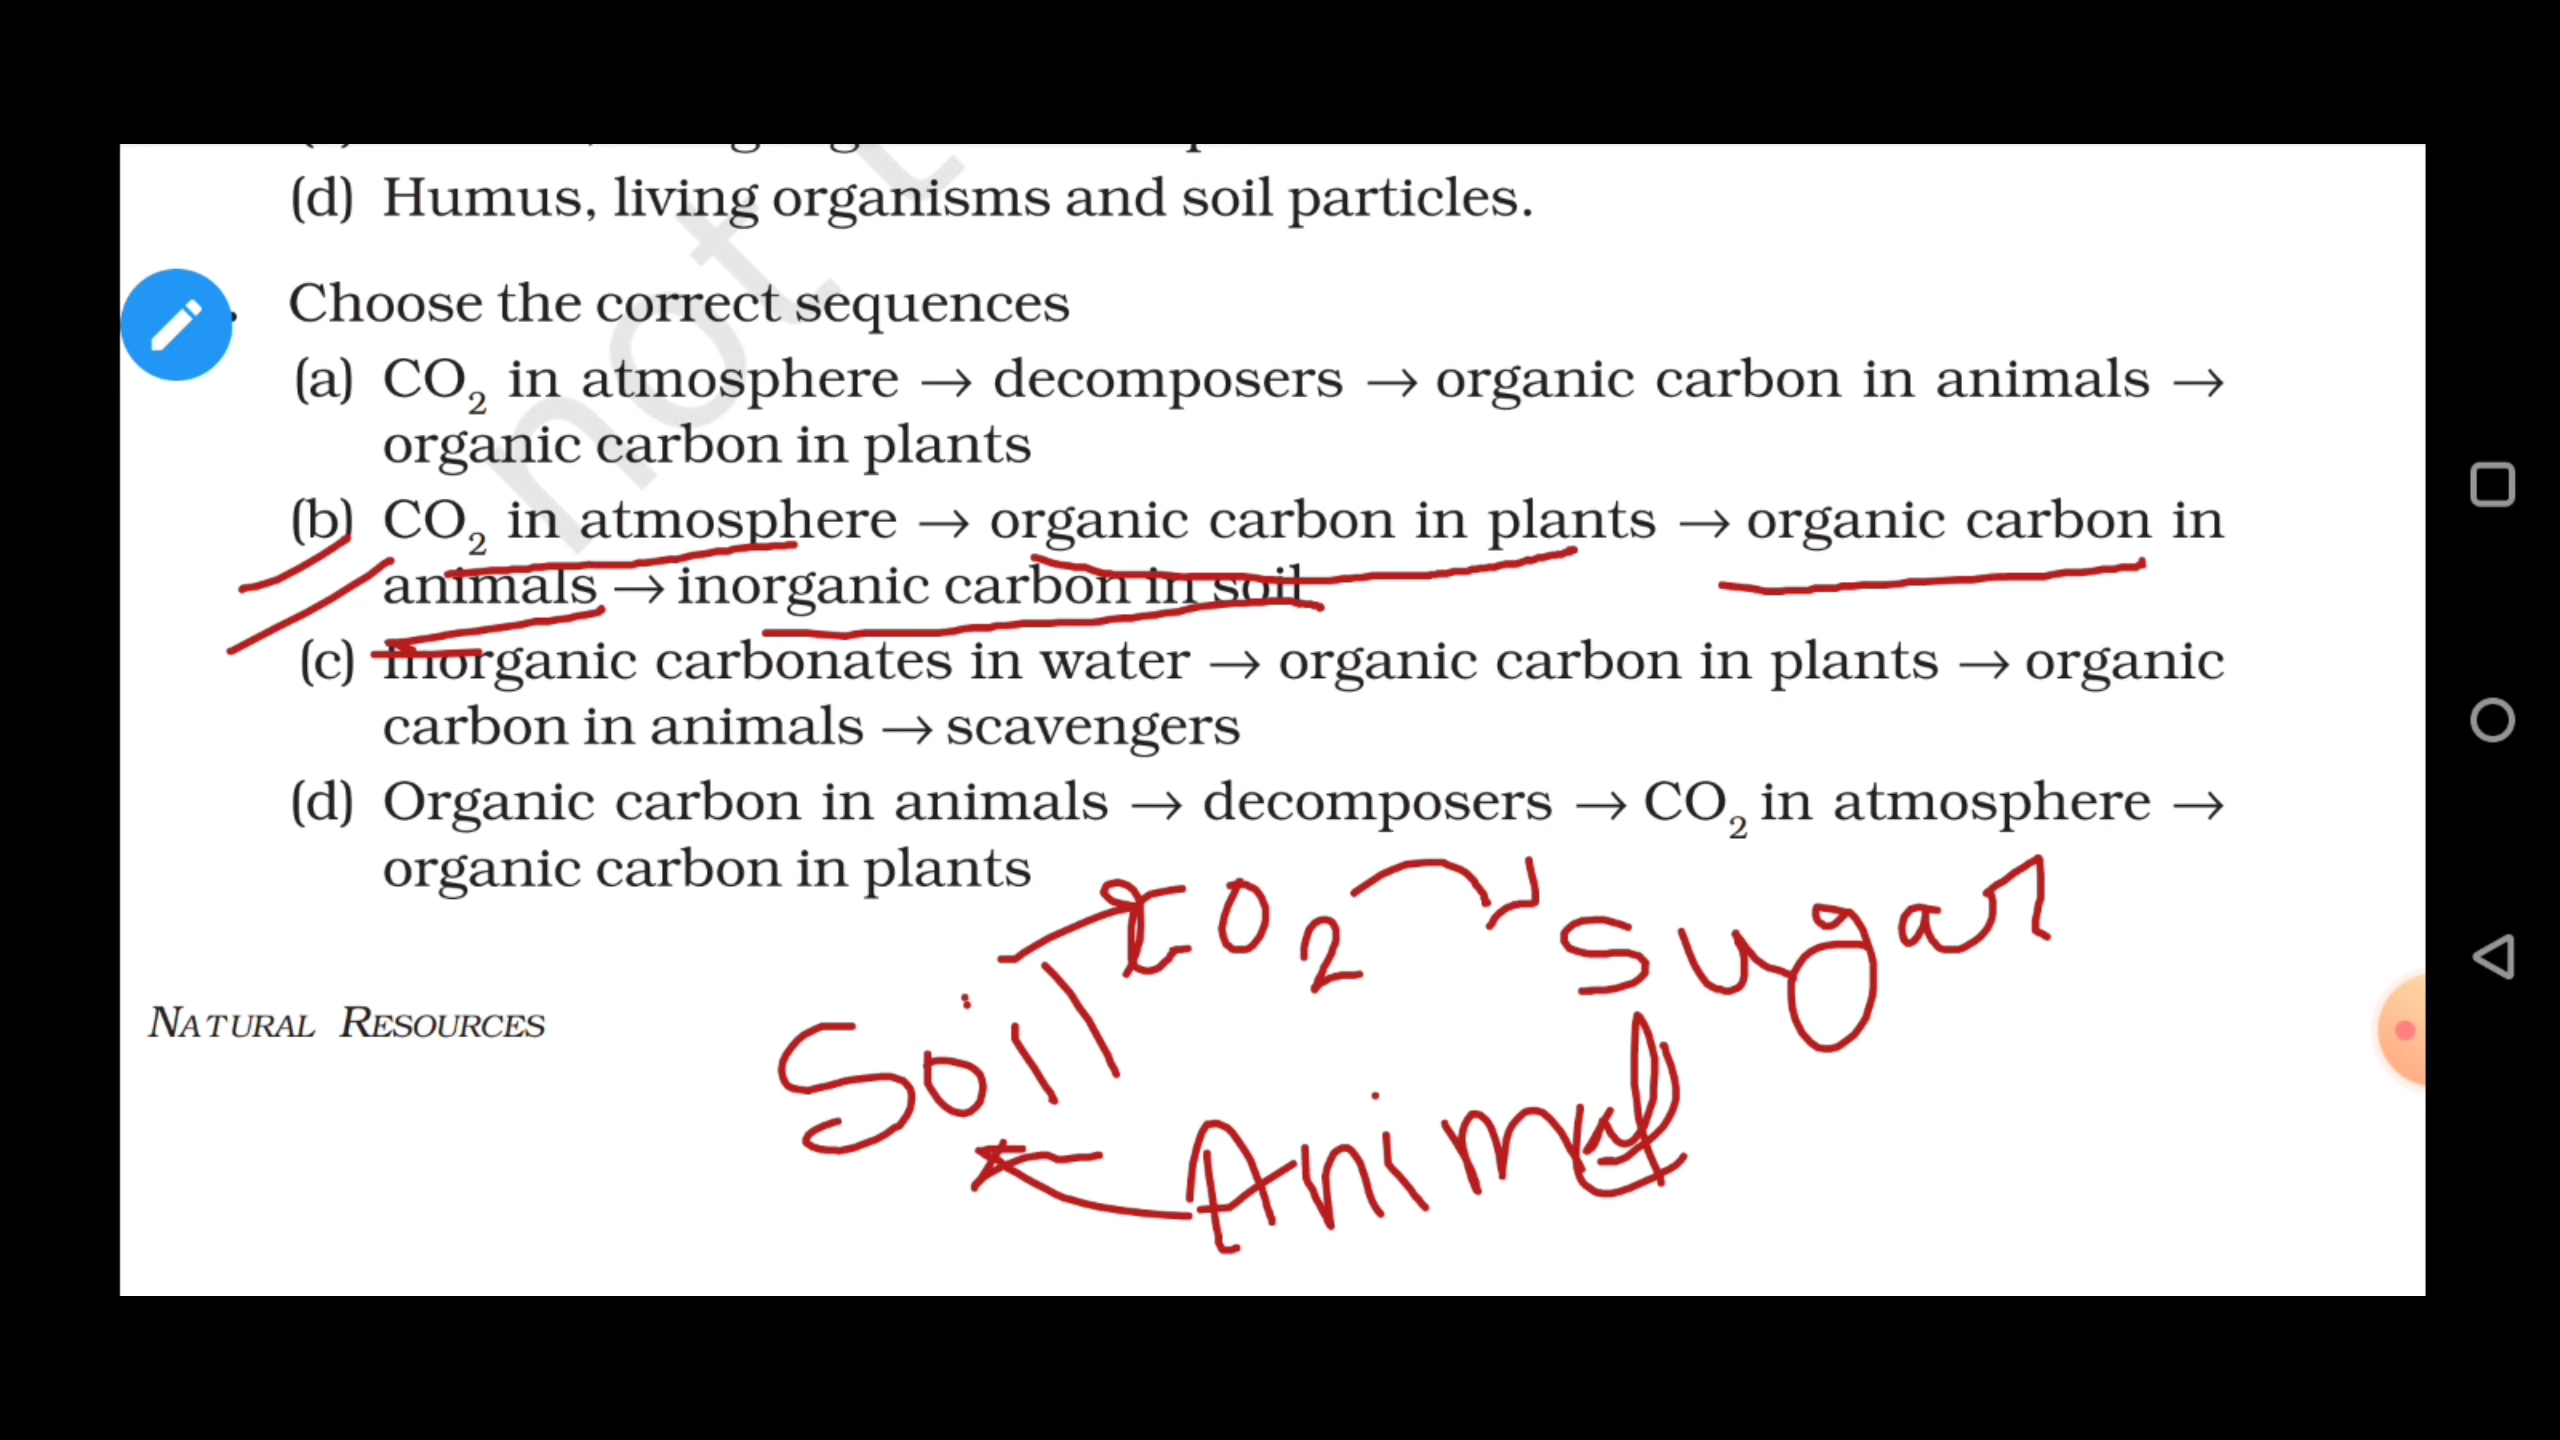 (d) Humus, living organisms and soil particles.
Choose the correct sequences
(a) CO₂ in atmosphere → decomposers → organic carbon in animals →
organic carbon in plants
(b) CO₂ in atmosphere → organic carbon in plants → organic carbon in
animals → inorganic carbon in soil
(c) Inorganic carbonates in water → organic carbon in plants → organic
carbon in animals → scavengers
(d) Organic carbon in animals → decomposers → CO₂ in atmosphere →
organic carbon in plants
CO₂ → Sugar
Soil
NATURAL RESOURCES
Animal
not